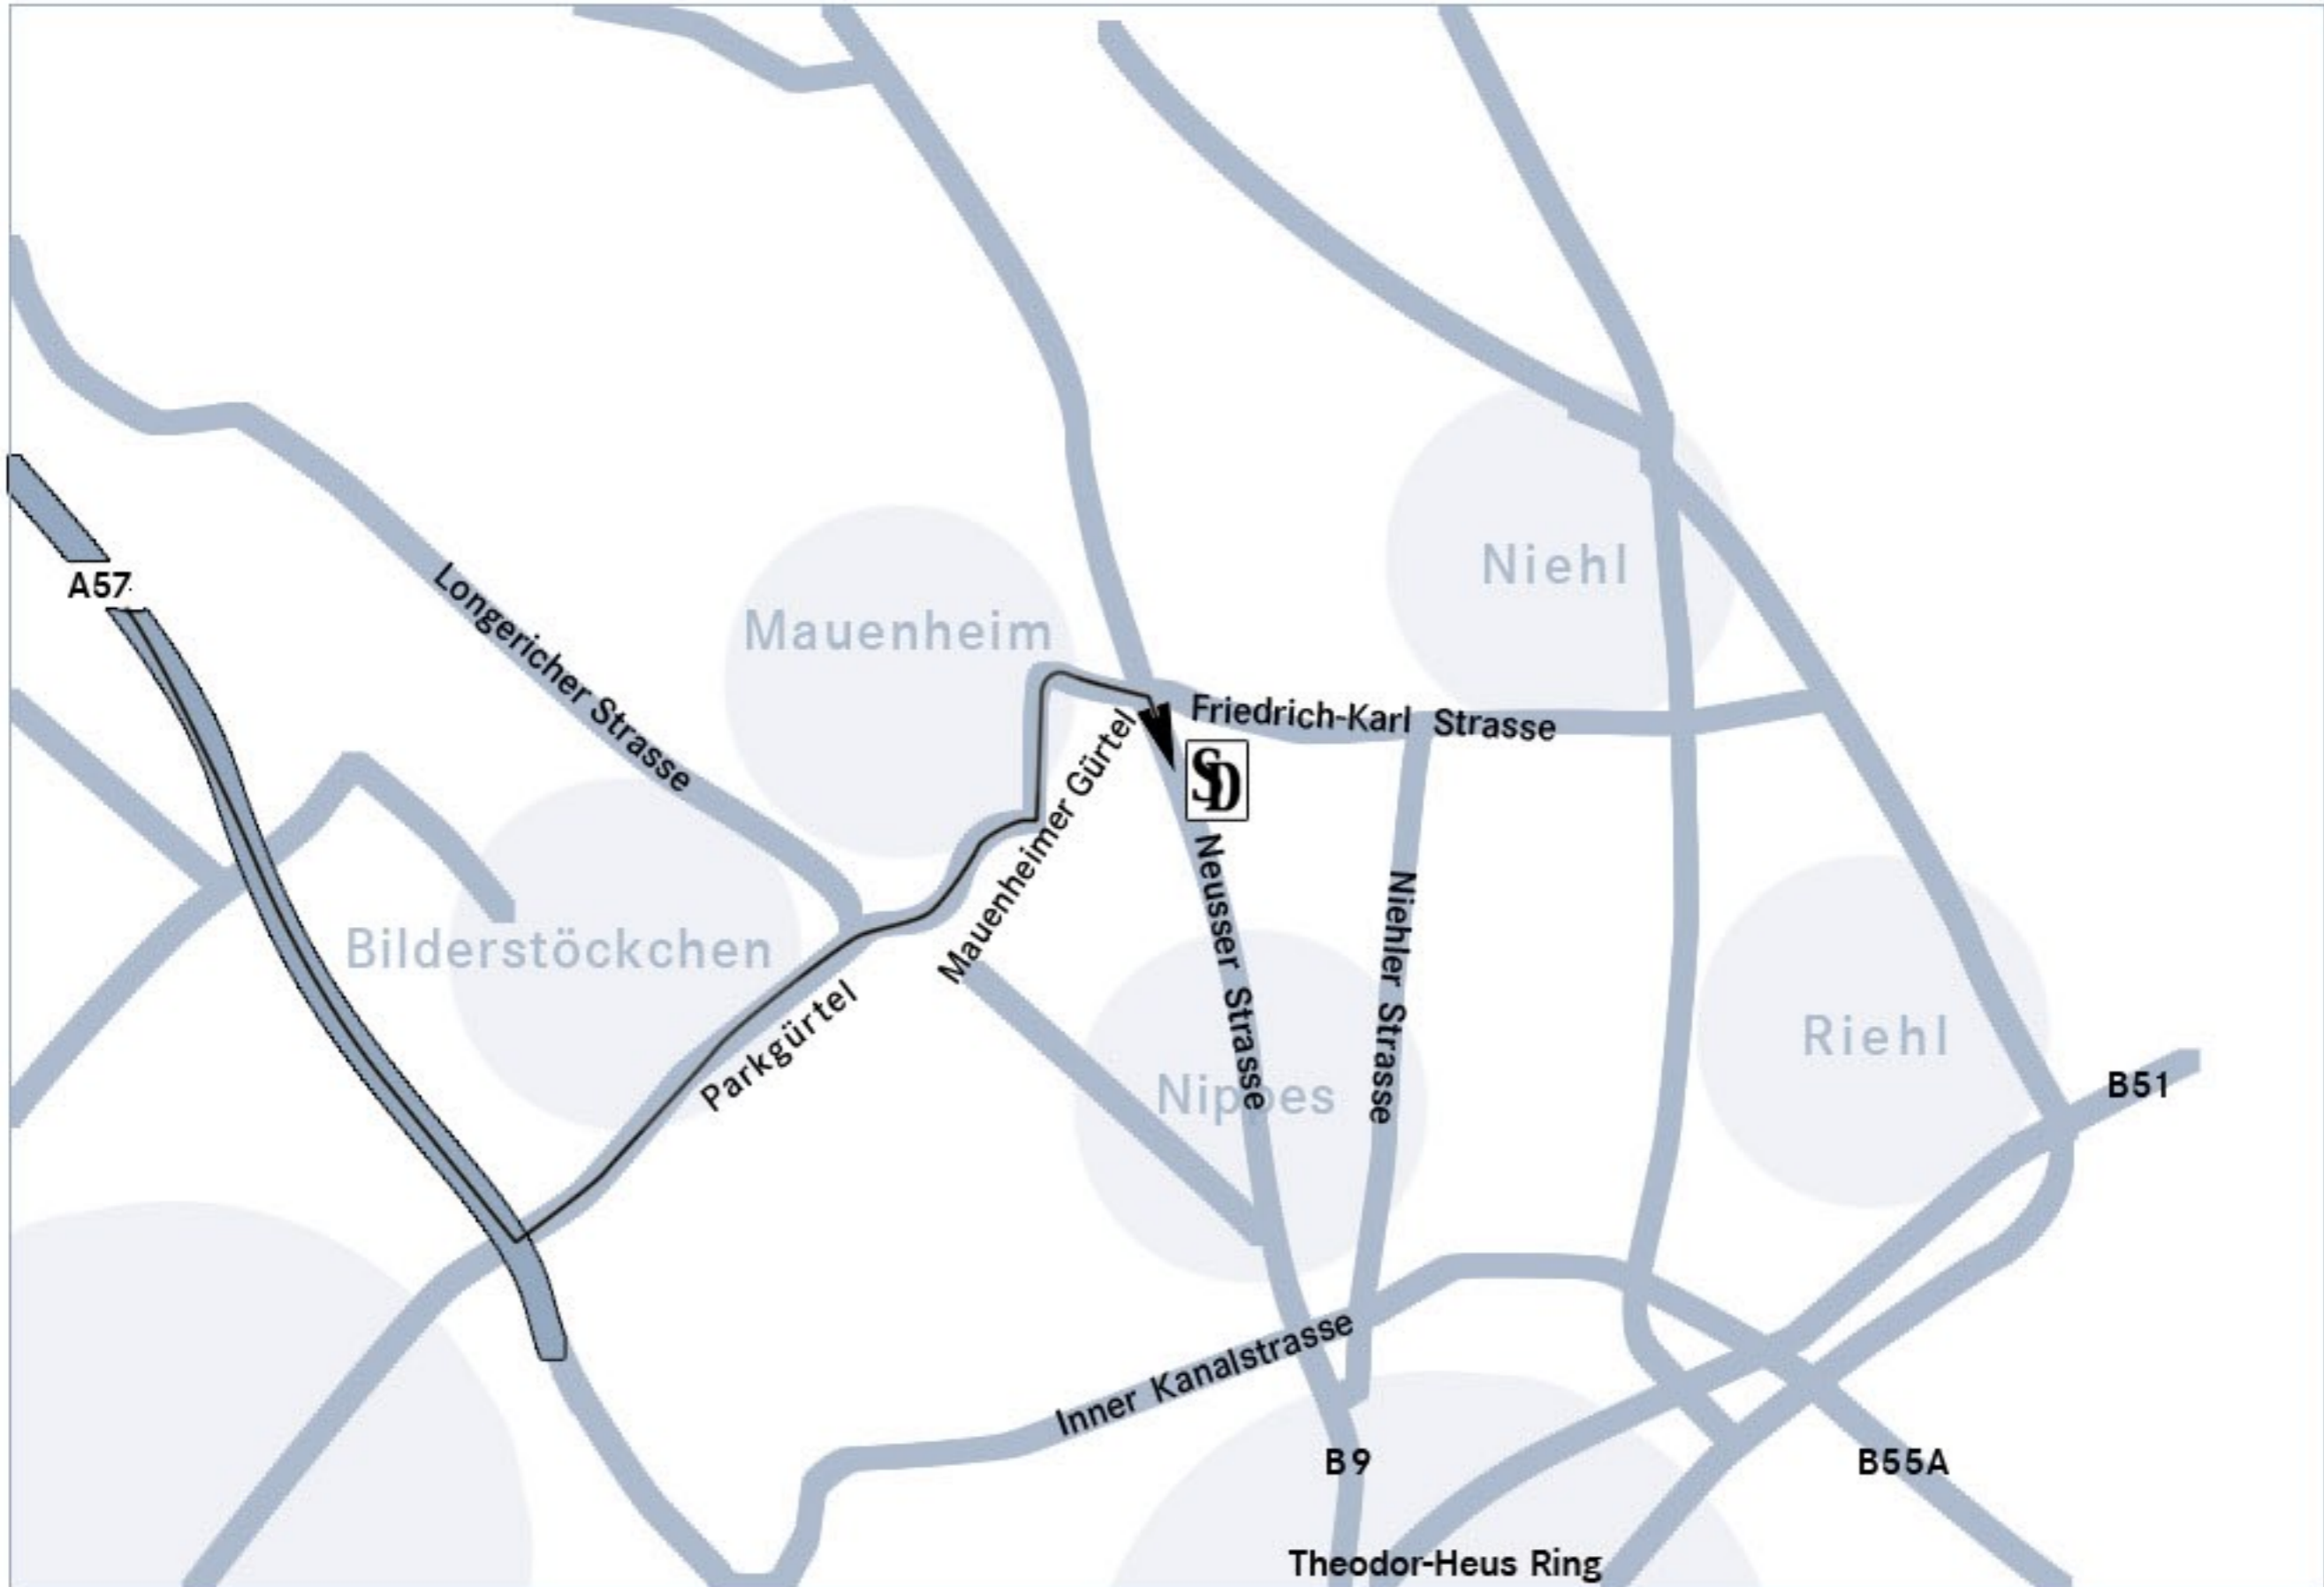 Niehl
A57
Longericher Strasse
Mauenheim
Friedrich-Karl Strasse
SD
Mauenheimer Gürtel
Neusser Strasse
Niehler Strasse
Bilderstöckchen
Parkgürtel
Riehl
Nippes
B51
Inner Kanalstrasse
B9
B55A
Theodor-Heus Ring